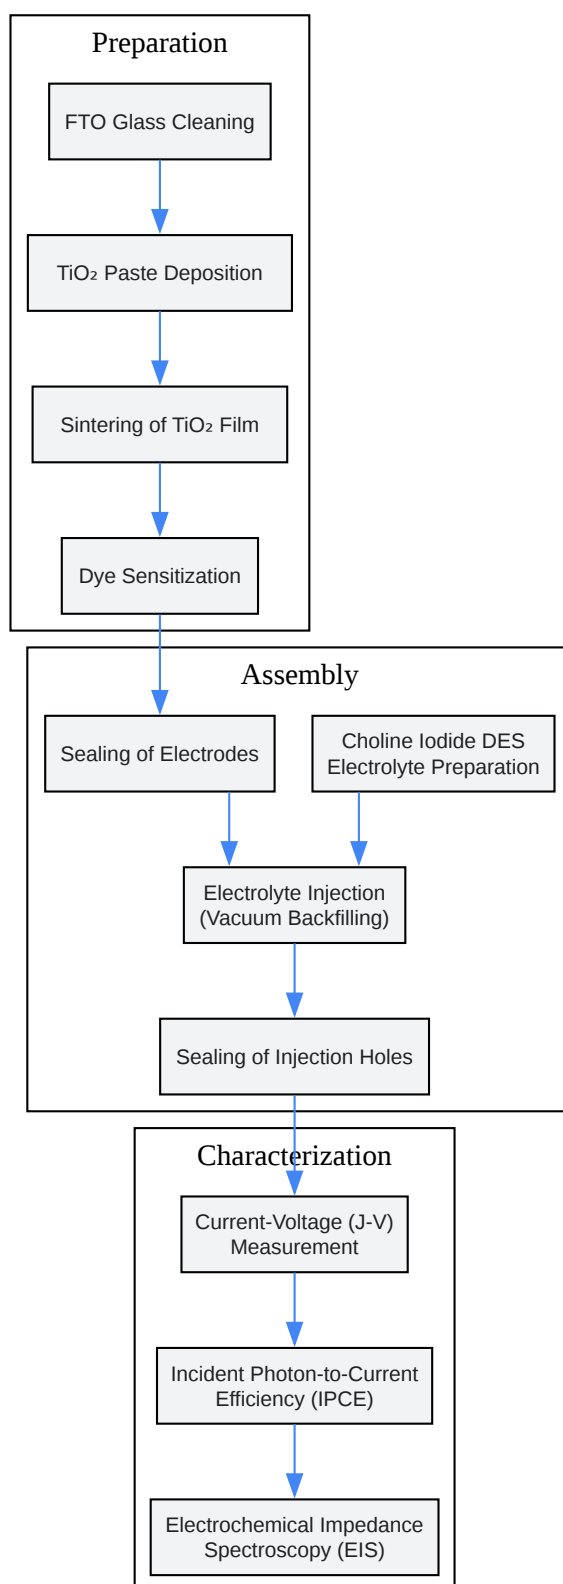 Preparation
FTO Glass Cleaning
TiO₂ Paste Deposition
Sintering of TiO₂ Film
Dye Sensitization
Assembly
Sealing of Electrodes
Choline Iodide DES
Electrolyte Preparation
Electrolyte Injection
(Vacuum Backfilling)
Sealing of Injection Holes
Characterization
Current-Voltage (J-V)
Measurement
Incident Photon-to-Current
Efficiency (IPCE)
Electrochemical Impedance
Spectroscopy (EIS)